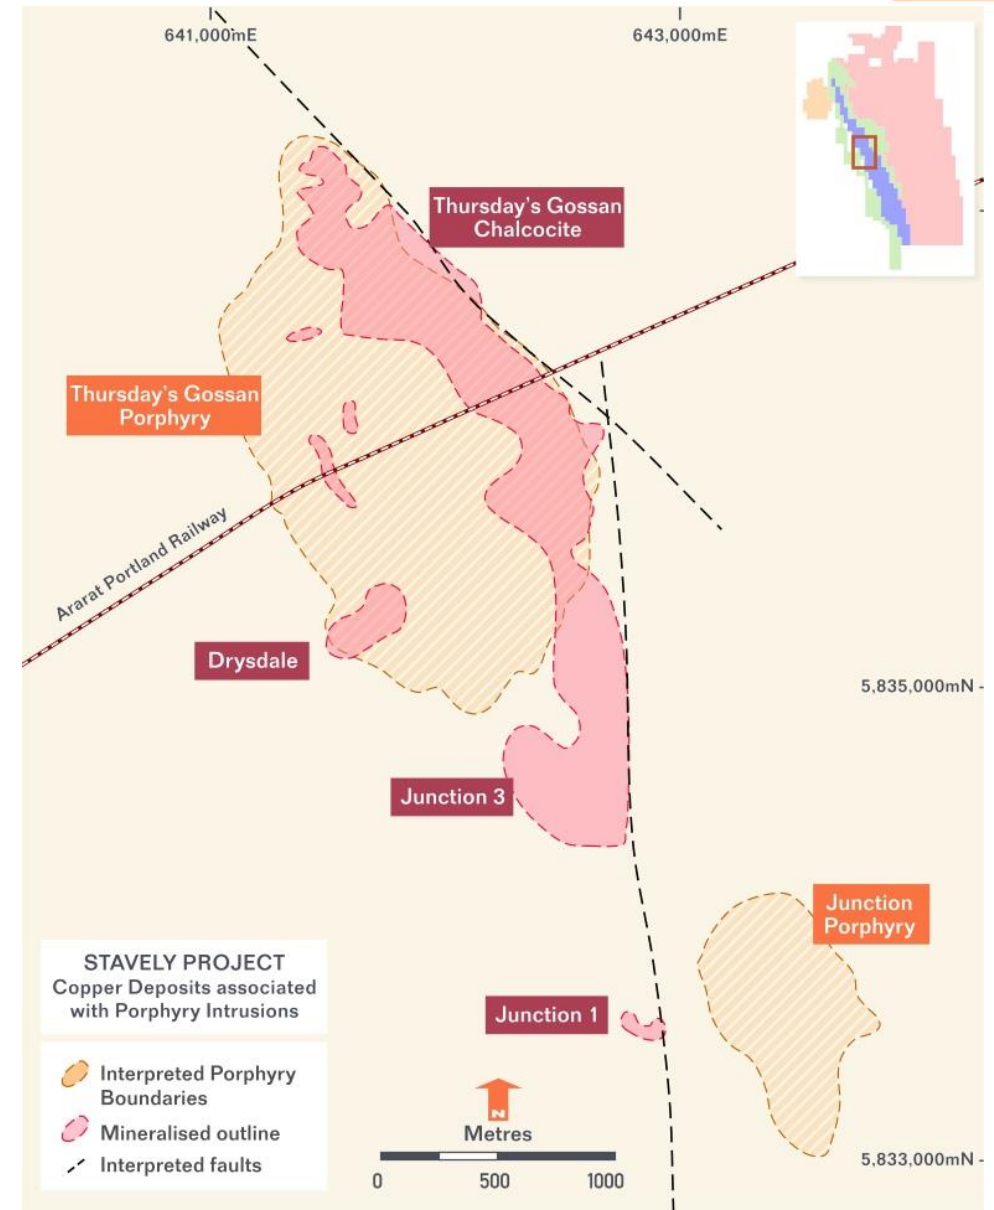 641,000mE
643,000mE
Thursday's Gossan
Chalcocite
Thursday's Gossan
Porphyry
Ararat Portland Railway
Drysdale
5,835,000mN
Junction 3
Junction
Porphyry
STAVELY PROJECT
Copper Deposits associated
with Porphyry Intrusions
Junction 1
Interpreted Porphyry
Boundaries
Mineralised outline
Interpreted faults
N
Metres
0 500 1000
5,833,000mN